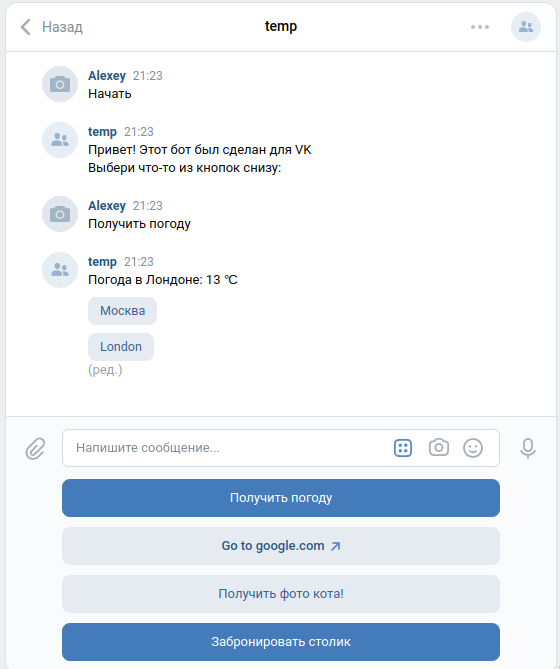 Назад
temp
Alexey 21:23
Начать
temp 21:23
Привет! Этот бот был сделан для VK
Выбери что-то из кнопок снизу:
Alexey 21:23
Получить погоду
temp 21:23
Погода в Лондоне: 13 °C
Москва
London
(ред.)
Напишите сообщение...
Получить погоду
Go to google.com
Получить фото кота!
Забронировать столик